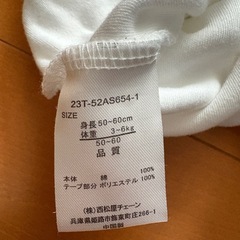 23T-52AS654-1
SIZE
身長 50-60cm
体重 3-6kg
50-60
本体 綿 100%
テープ部分 ポリエステル 100%
(株)西松屋チェーン
兵庫県姫路市飾東町庄266-1
中国製